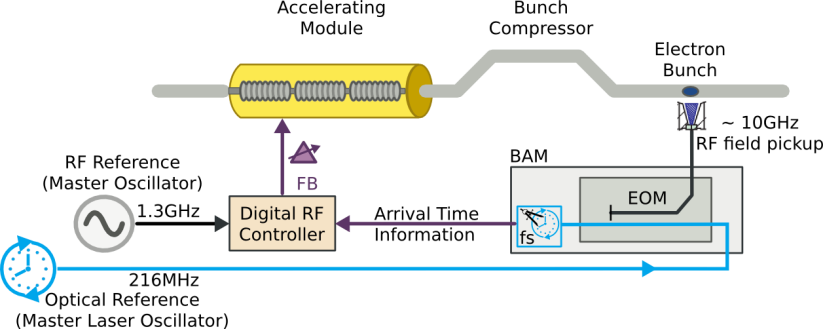 Accelerating
Module
Bunch
Compressor
Electron
Bunch
~ 10GHz
RF field pickup
RF Reference
(Master Oscillator)
1.3GHz
FB
Digital RF
Controller
Arrival Time
Information
BAM
EOM
fs
216MHz
Optical Reference
(Master Laser Oscillator)